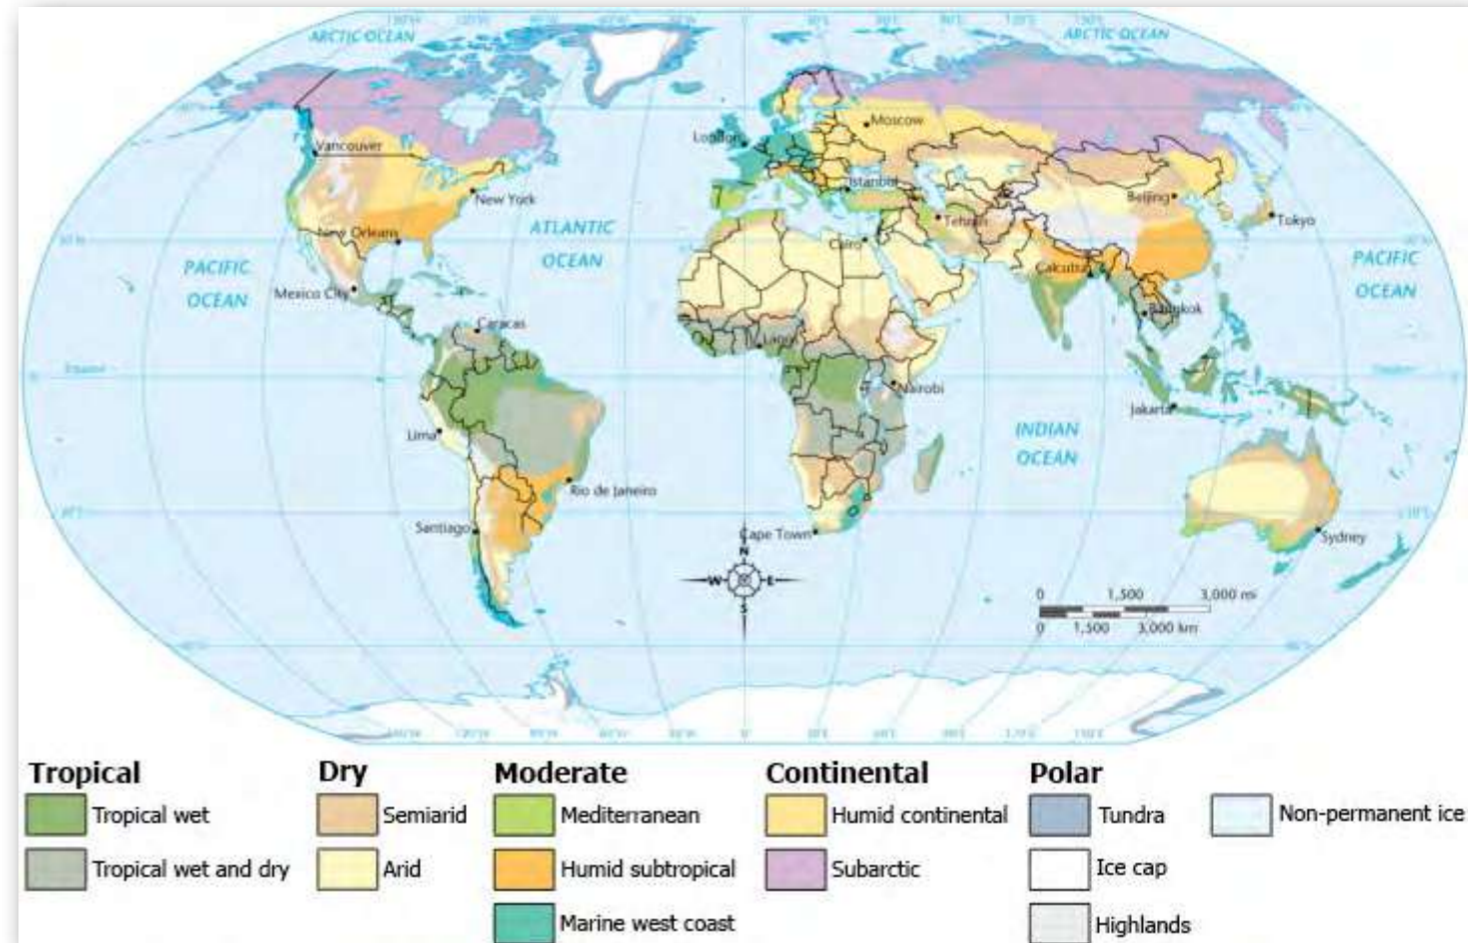 ARCTIC OCEAN
ARCTIC OCEAN
London
Moscow
Vancouver
Istanbul
New York
Beijing
Tokyo
Tehran
ATLANTIC
OCEAN
New Orleans
Cairo
PACIFIC
OCEAN
PACIFIC
OCEAN
Calcutta
Mexico City
Bangkok
Caracas
Lagos
Equator
Nairobi
Jakarta
Lima
INDIAN
OCEAN
Rio de Janeiro
Santiago
Cape Town
Sydney
N
W
E
S
0 1,500 3,000 mi
0 1,500 3,000 km
Tropical
Tropical wet
Tropical wet and dry
Dry
Semiarid
Arid
Moderate
Mediterranean
Humid subtropical
Marine west coast
Continental
Humid continental
Subarctic
Polar
Tundra
Ice cap
Highlands
Non-permanent ice